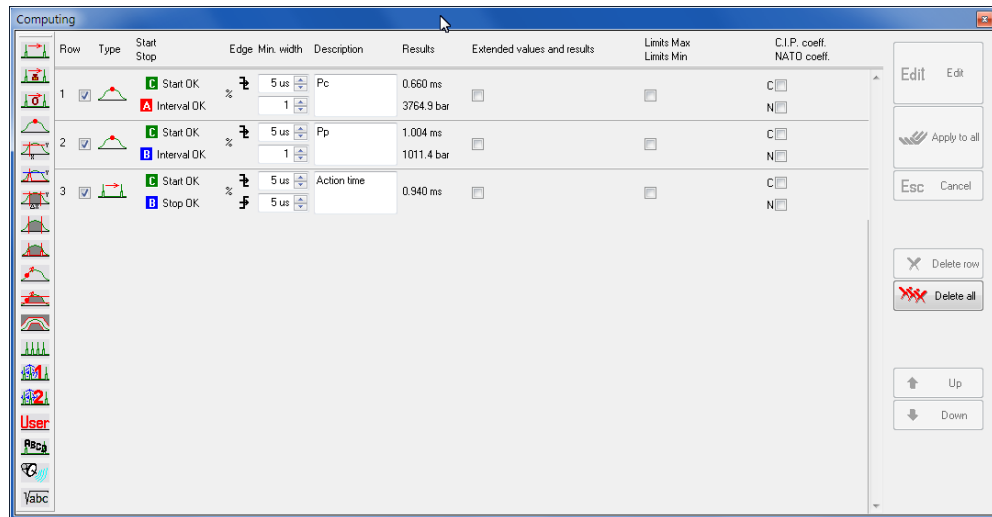 Computing
Row Type Start Stop Edge Min. width Description Results Extended values and results Limits Max Limits Min C.I.P. coeff. NATO coeff.
1 C Start OK % 5 us Pc 0.660 ms C
A Interval OK 1 3764.9 bar N
2 C Start OK % 5 us Pp 1.004 ms C
B Interval OK 1 1011.4 bar N
3 C Start OK % 5 us Action time 0.940 ms C
B Stop OK 5 us N
User
ABCD
√abc
Edit Edit
Apply to all
Esc Cancel
Delete row
Delete all
Up
Down